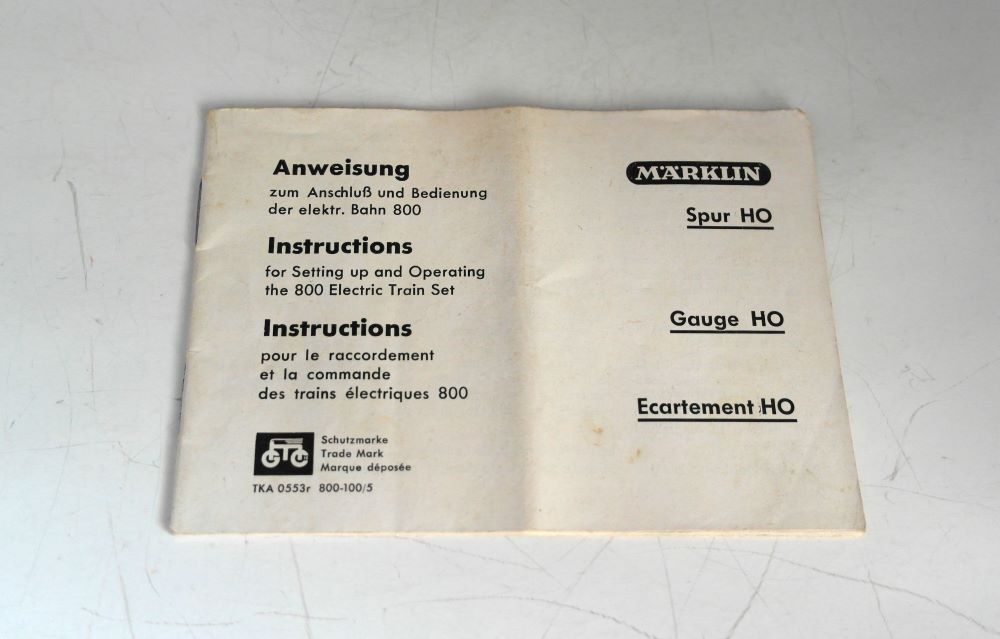 Anweisung
zum Anschluß und Bedienung
der elektr. Bahn 800
Instructions
for Setting up and Operating
the 800 Electric Train Set
Instructions
pour le raccordement
et la commande
des trains électriques 800
Schutzmarke
Trade Mark
Marque déposée
TKA 0553r 800-100/5
MÄRKLIN
Spur HO
Gauge HO
Ecartement HO